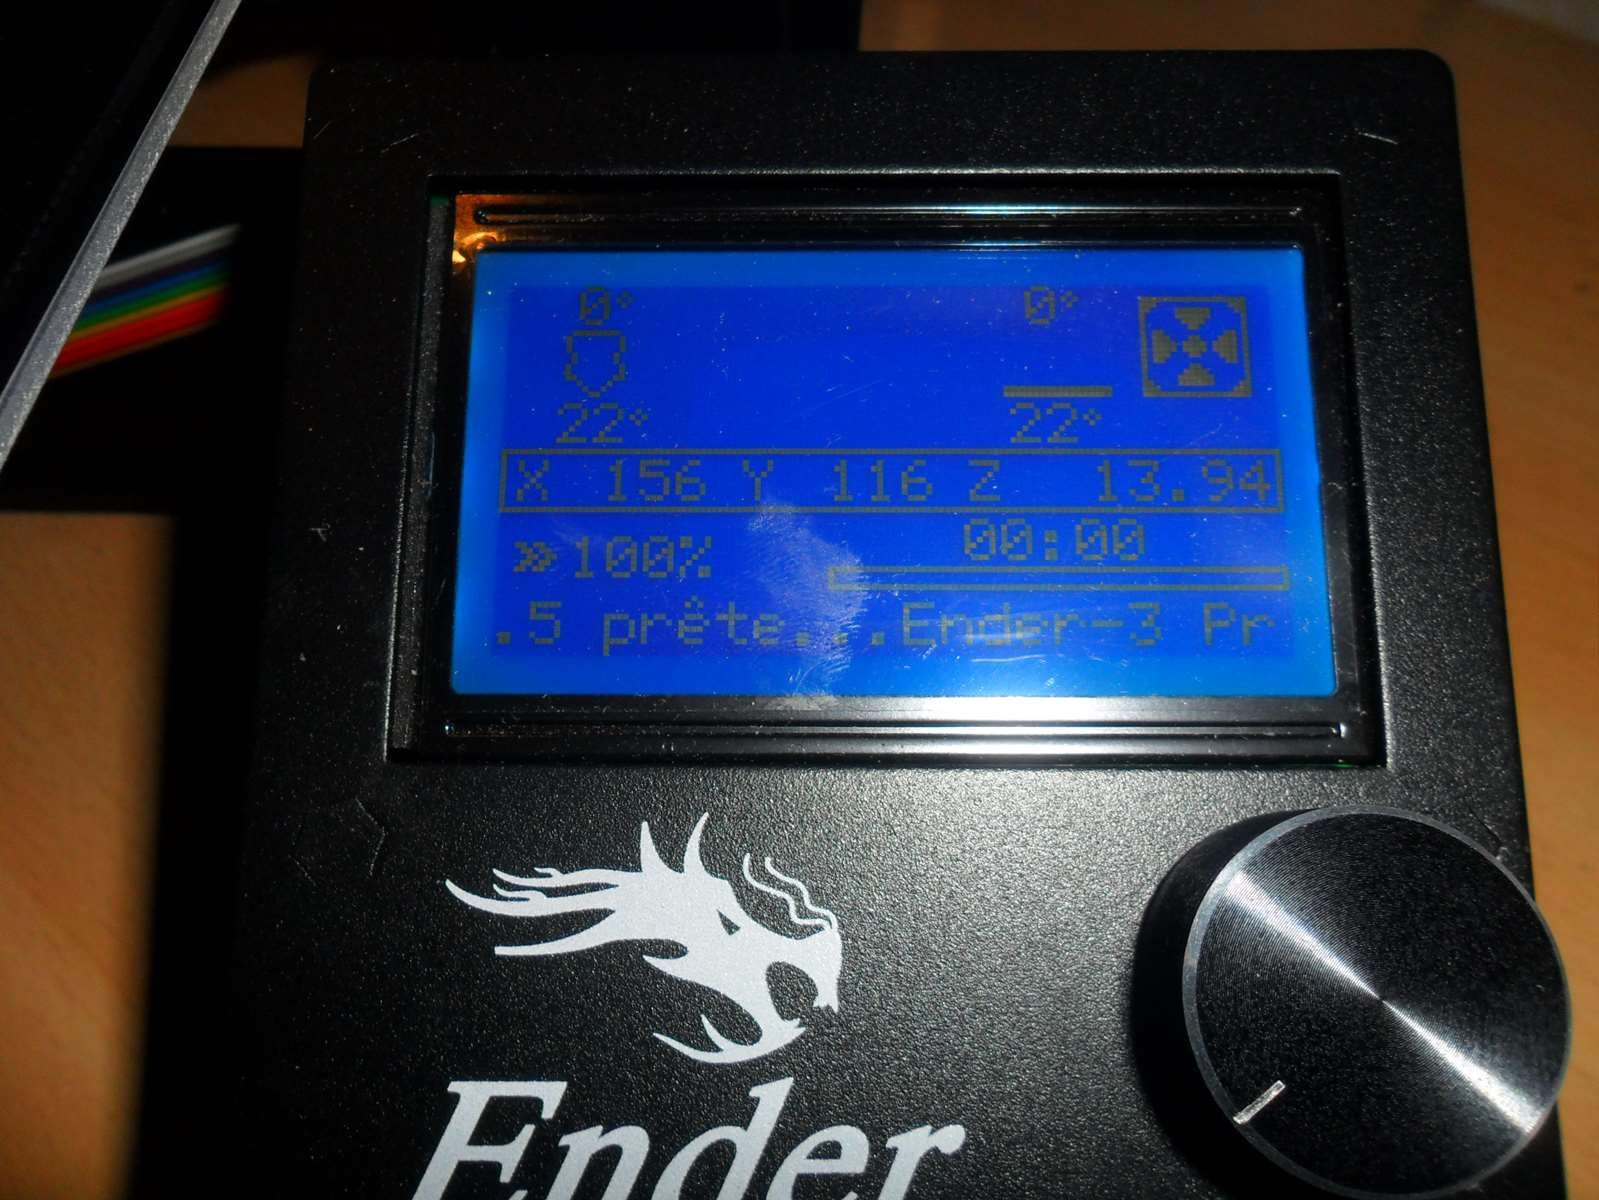 0° 0°
22° 22°
X 156 Y 116 Z 13.94
»100% 00:00
.5 prête...Ender-3 Pr
Ender